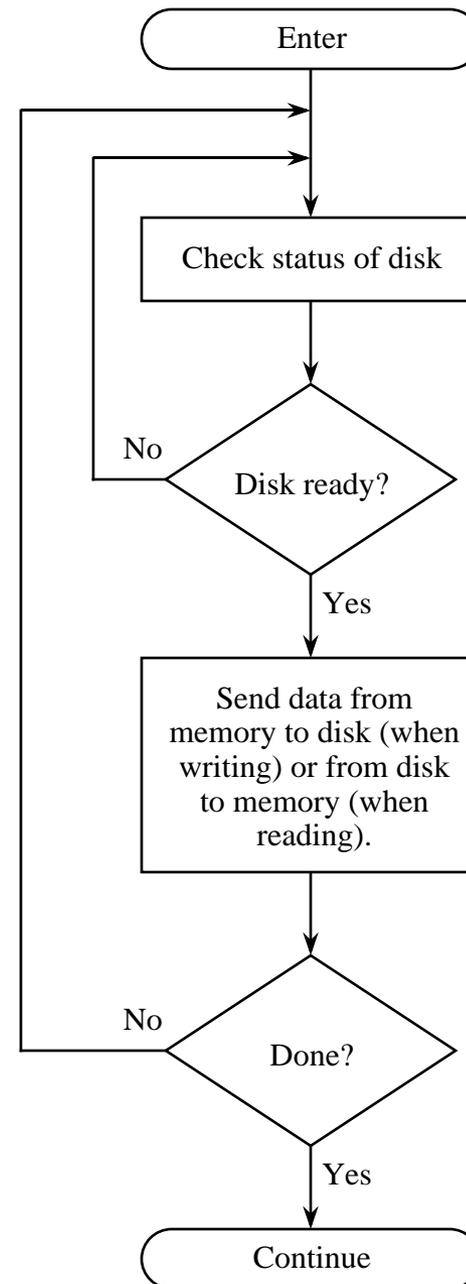 Enter
Check status of disk
No
Disk ready?
Yes
Send data from
memory to disk (when
writing) or from disk
to memory (when
reading).
No
Done?
Yes
Continue